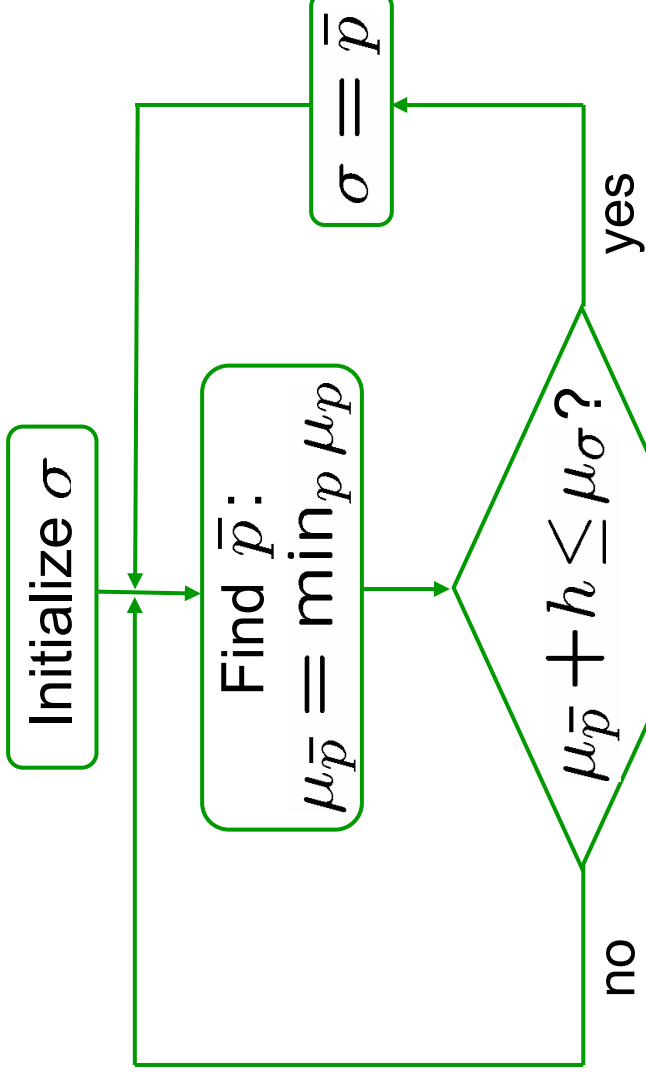 Initialize σ
Find p̄:
μ_p̄ = min_p μ_p
μ_p̄ + h ≤ μ_σ?
no
yes
σ = p̄